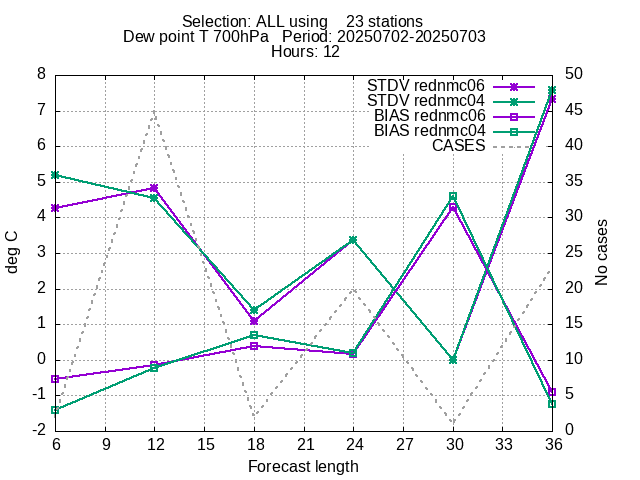 Selection: ALL using    23 stations
Dew point T 700hPa   Period: 20250702-20250703
Hours: 12
8
7
6
5
4
3
2
1
0
-1
-2
deg C
STDV rednmc06
STDV rednmc04
BIAS rednmc06
BIAS rednmc04
CASES
50
45
40
35
30
25
20
15
10
5
0
No cases
6 9 12 15 18 21 24 27 30 33 36
Forecast length